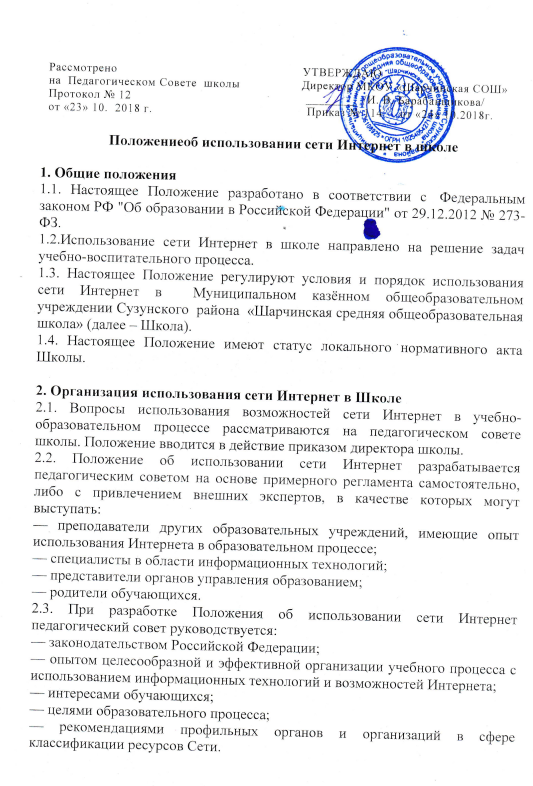 Рассмотрено
на Педагогическом Совете школы
Протокол № 12
от «23» 10. 2018 г.
УТВЕРЖДАЮ
Директор МКОУ «Шарчинская СОШ»
И. В. Барабанщикова/
Приказ №
Положениеоб использовании сети Интернет в школе
1. Общие положения
1.1. Настоящее Положение разработано в соответствии с Федеральным
законом РФ "Об образовании в Российской Федерации" от 29.12.2012 № 273-
ФЗ.
1.2.Использование сети Интернет в школе направлено на решение задач
учебно-воспитательного процесса.
1.3. Настоящее Положение регулируют условия и порядок использования
сети Интернет в Муниципальном казённом общеобразовательном
учреждении Сузунского района «Шарчинская средняя общеобразовательная
школа» (далее – Школа).
1.4. Настоящее Положение имеют статус локального нормативного акта
Школы.
2. Организация использования сети Интернет в Школе
2.1. Вопросы использования возможностей сети Интернет в учебно-
образовательном процессе рассматриваются на педагогическом совете
школы. Положение вводится в действие приказом директора школы.
2.2. Положение об использовании сети Интернет разрабатывается
педагогическим советом на основе примерного регламента самостоятельно,
либо с привлечением внешних экспертов, в качестве которых могут
выступать:
— преподаватели других образовательных учреждений, имеющие опыт
использования Интернета в образовательном процессе;
— специалисты в области информационных технологий;
— представители органов управления образованием;
— родители обучающихся.
2.3. При разработке Положения об использовании сети Интернет
педагогический совет руководствуется:
— законодательством Российской Федерации;
— опытом целесообразной и эффективной организации учебного процесса с
использованием информационных технологий и возможностей Интернета;
— интересами обучающихся;
— целями образовательного процесса;
— рекомендациями профильных органов и организаций в сфере
классификации ресурсов Сети.